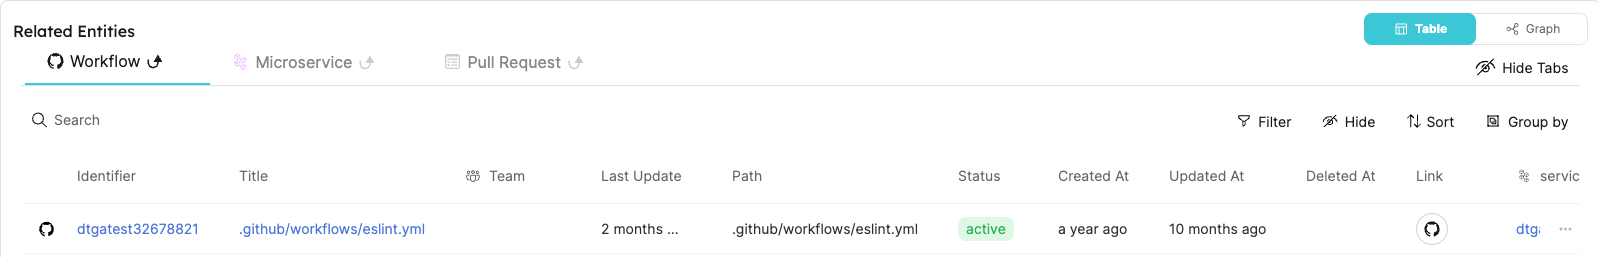 Related Entities
Table
Graph
Workflow
Microservice
Pull Request
Hide Tabs
Search
Filter
Hide
Sort
Group by
Identifier Title Team Last Update Path Status Created At Updated At Deleted At Link servic
dtgatest32678821 .github/workflows/eslint.yml 2 months ... .github/workflows/eslint.yml active a year ago 10 months ago dtg ...